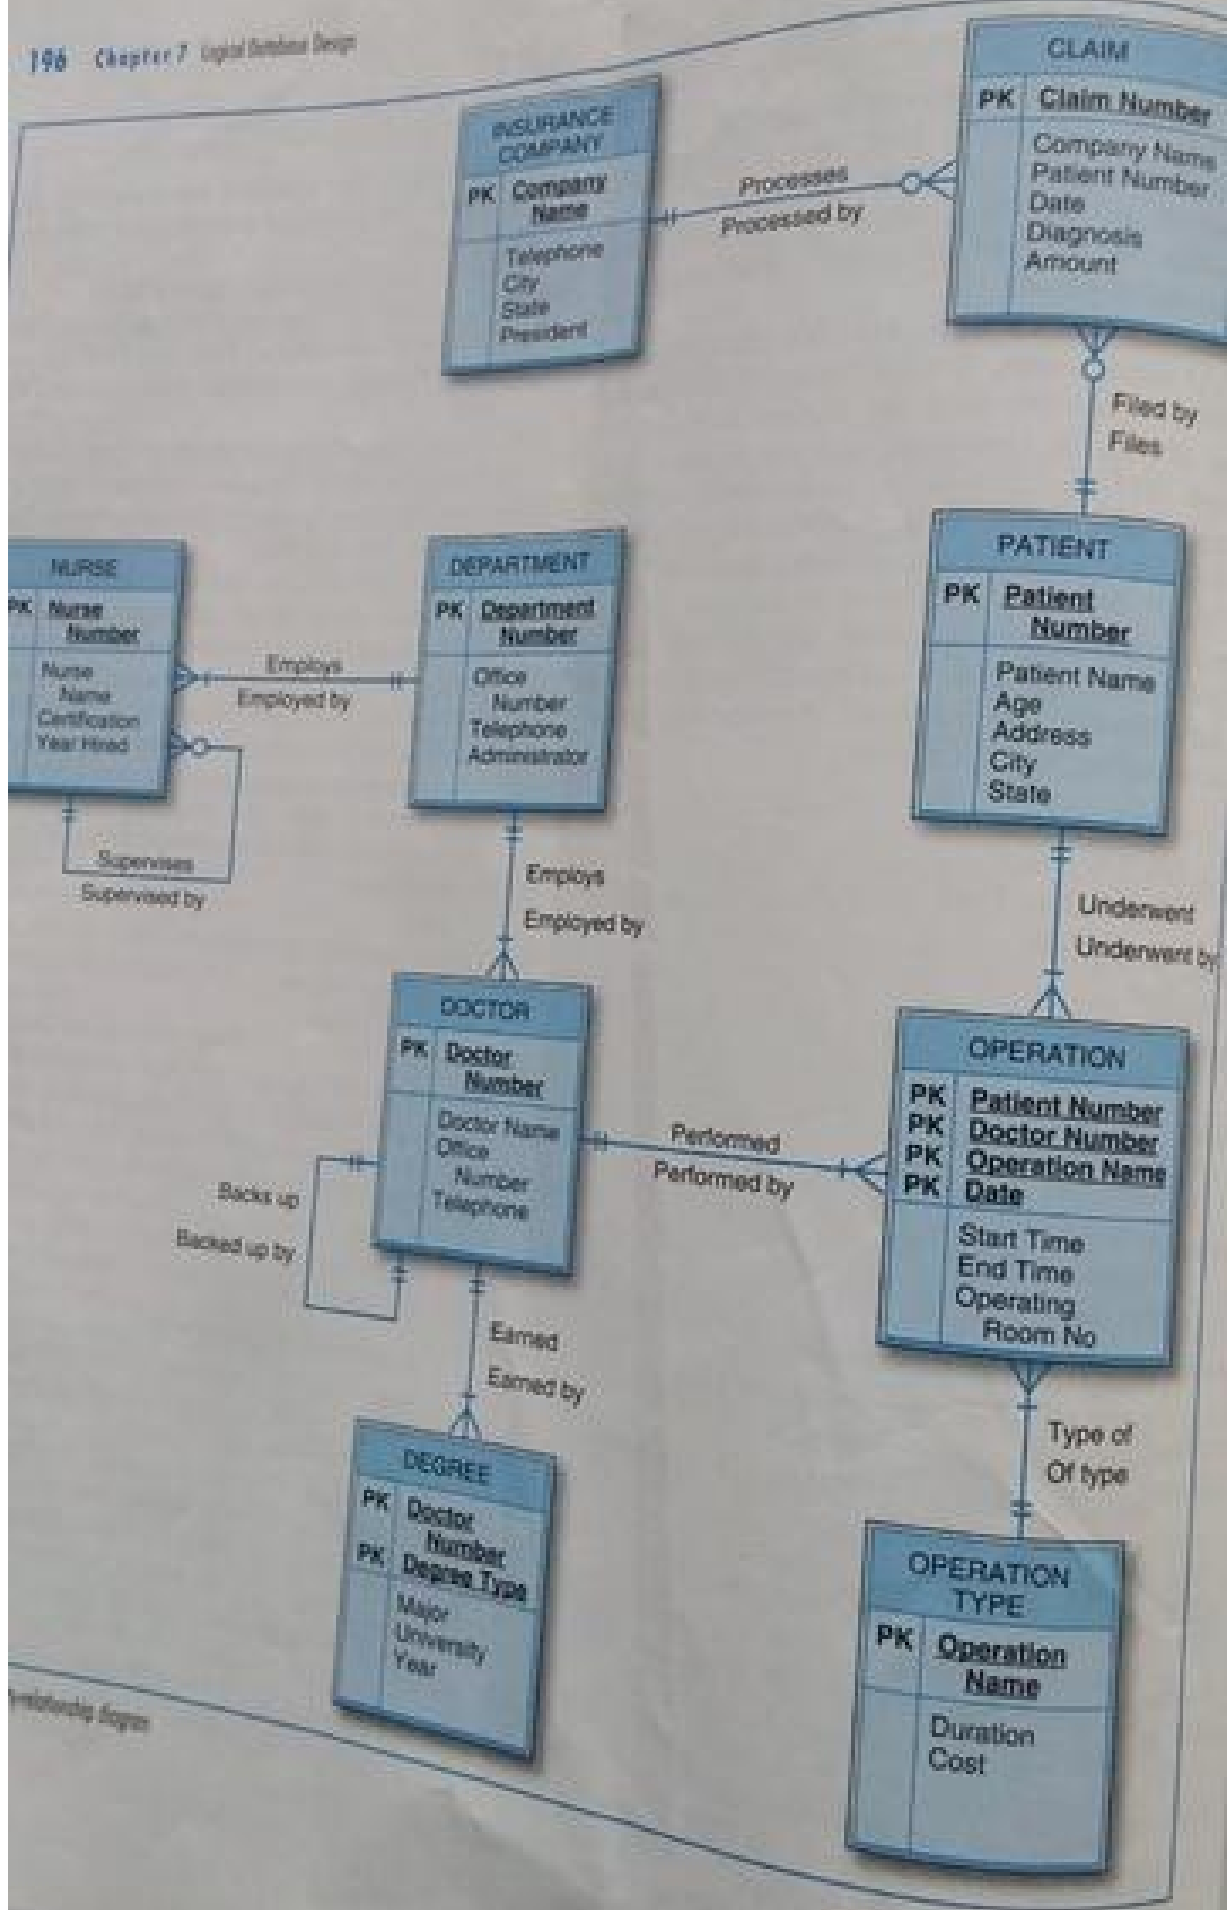 196 Chapter 7 Logical Database Design
INSURANCE
COMPANY
PK Company
Name
Telephone
City
State
President
Processes
Processed by
CLAIM
PK Claim Number
Company Name
Patient Number
Date
Diagnosis
Amount
Filed by
Files
NURSE
PK Nurse
Number
Nurse
Name
Certification
Year Hired
Employs
Employed by
Supervises
Supervised by
DEPARTMENT
PK Department
Number
Office
Number
Telephone
Administrator
Employs
Employed by
PATIENT
PK Patient
Number
Patient Name
Age
Address
City
State
Underwent
Underwent by
DOCTOR
PK Doctor
Number
Doctor Name
Office
Number
Telephone
Backs up
Backed up by
Performed
Performed by
OPERATION
PK Patient Number
PK Doctor Number
PK Operation Name
PK Date
Start Time
End Time
Operating
Room No
Earned
Earned by
Type of
Of type
DEGREE
PK Doctor
Number
PK Degree Type
Major
University
Year
OPERATION
TYPE
PK Operation
Name
Duration
Cost
diagram